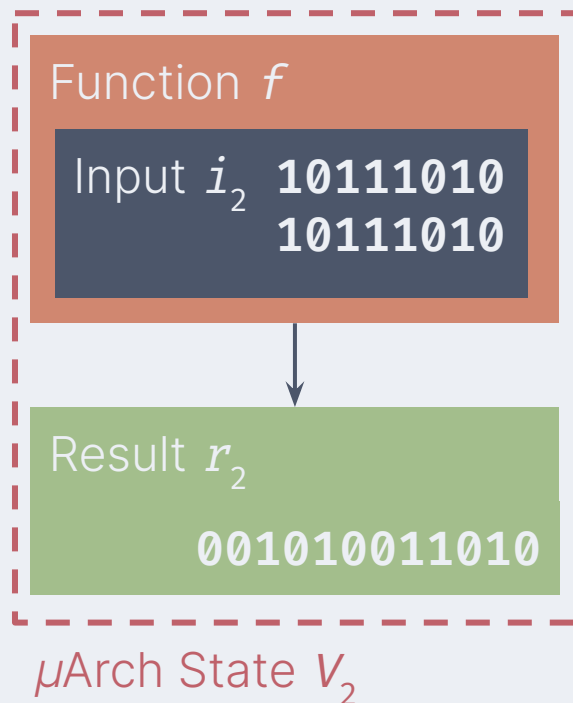 Function f
Input i₂ 10111010
10111010
Result r₂
001010011010
μArch State V₂